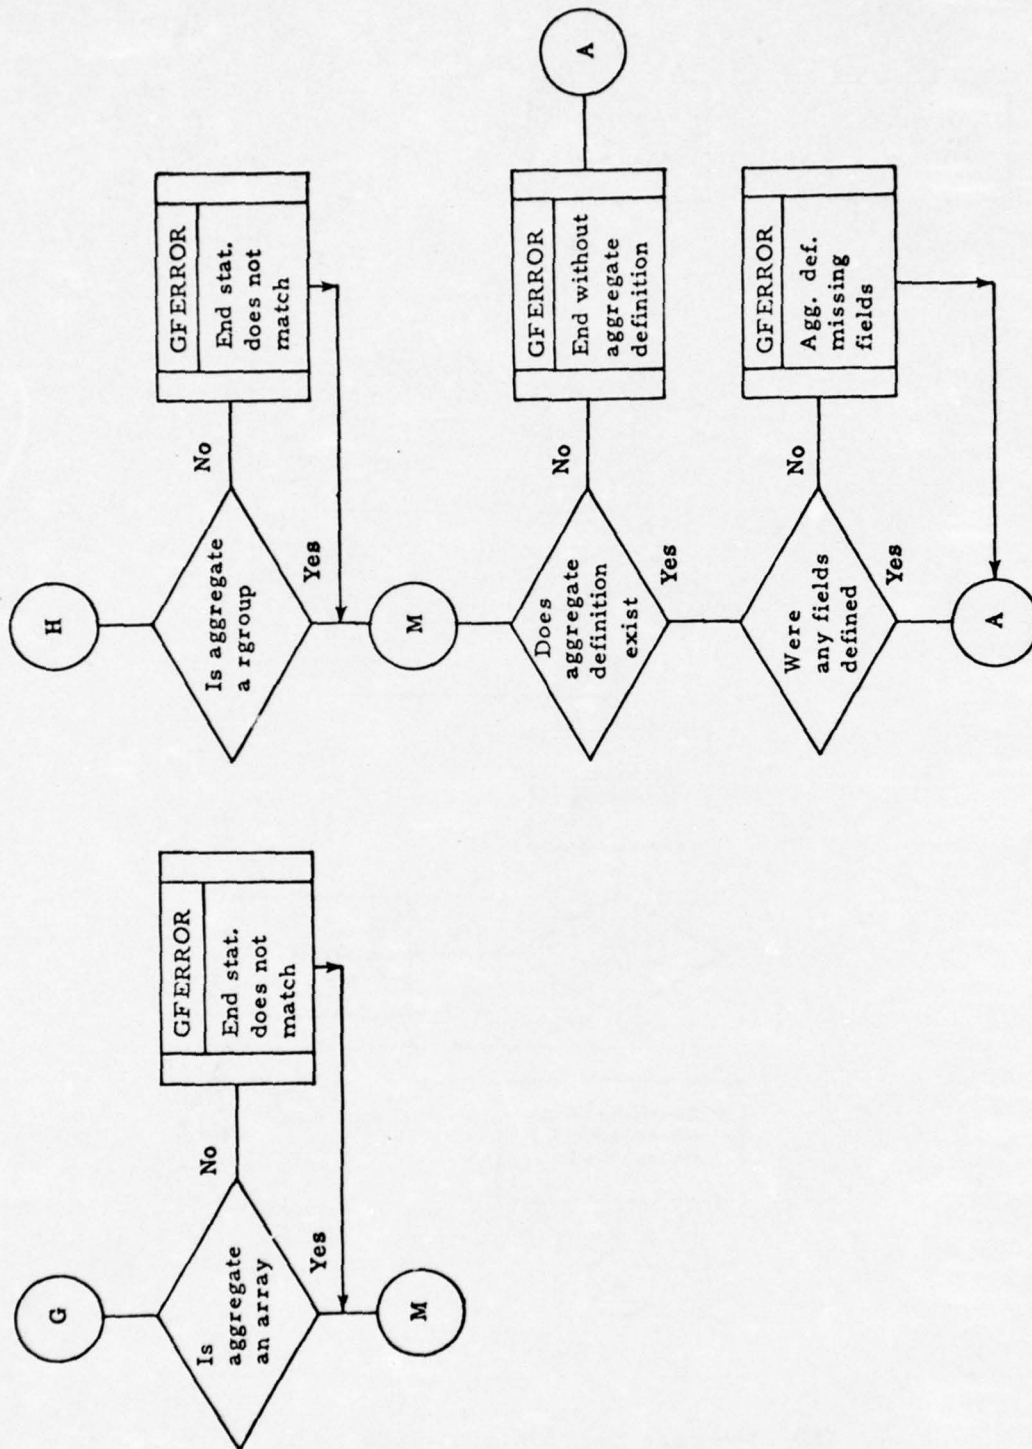 G
Is
aggregate
an array
No
Yes
GFERROR
End stat.
does not
match
M
H
Is aggregate
a rgroup
No
Yes
GFERROR
End stat.
does not
match
M
Does
aggregate
definition
exist
No
Yes
GFERROR
End without
aggregate
definition
A
Were
any fields
defined
No
Yes
GFERROR
Agg. def.
missing
fields
A